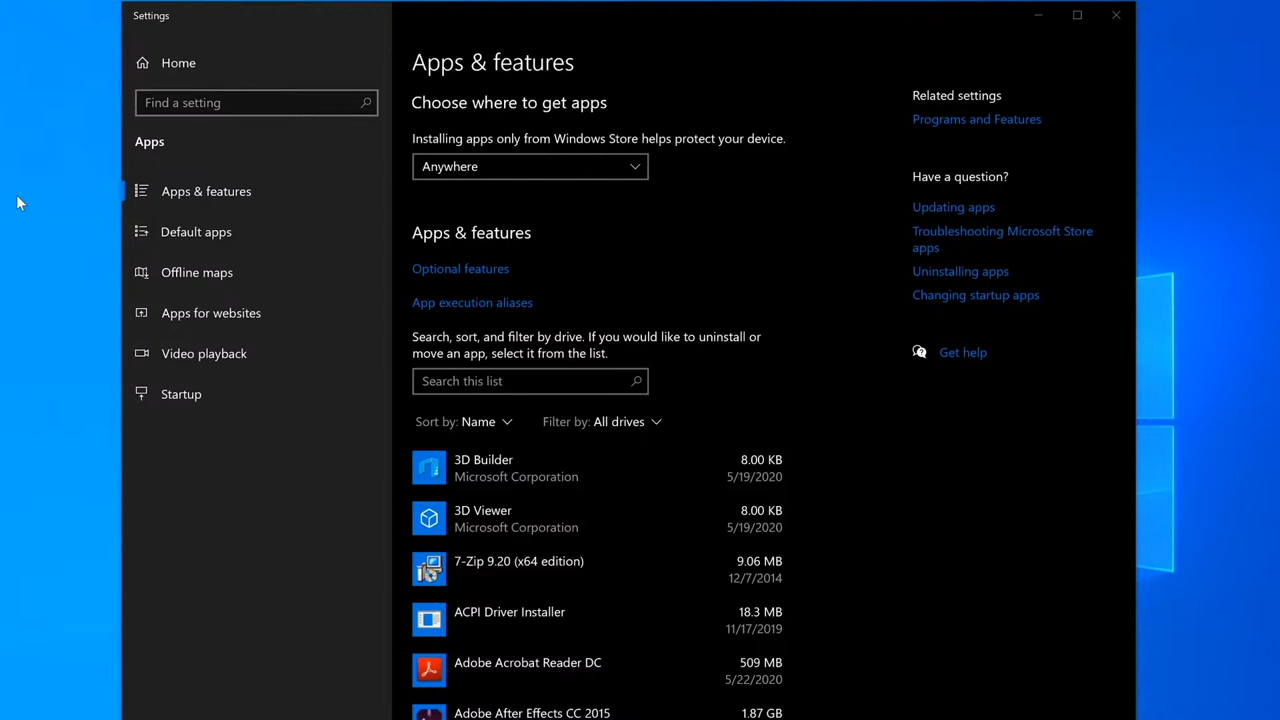 Settings
Home
Find a setting
Apps
Apps & features
Default apps
Offline maps
Apps for websites
Video playback
Startup
Apps & features
Choose where to get apps
Installing apps only from Windows Store helps protect your device.
Anywhere
Apps & features
Optional features
App execution aliases
Search, sort, and filter by drive. If you would like to uninstall or
move an app, select it from the list.
Search this list
Sort by: Name Filter by: All drives
3D Builder 8.00 KB
Microsoft Corporation 5/19/2020
3D Viewer 8.00 KB
Microsoft Corporation 5/19/2020
7-Zip 9.20 (x64 edition) 9.06 MB
12/7/2014
ACPI Driver Installer 18.3 MB
11/17/2019
Adobe Acrobat Reader DC 509 MB
5/22/2020
Adobe After Effects CC 2015 1.87 GB
Related settings
Programs and Features
Have a question?
Updating apps
Troubleshooting Microsoft Store
apps
Uninstalling apps
Changing startup apps
Get help